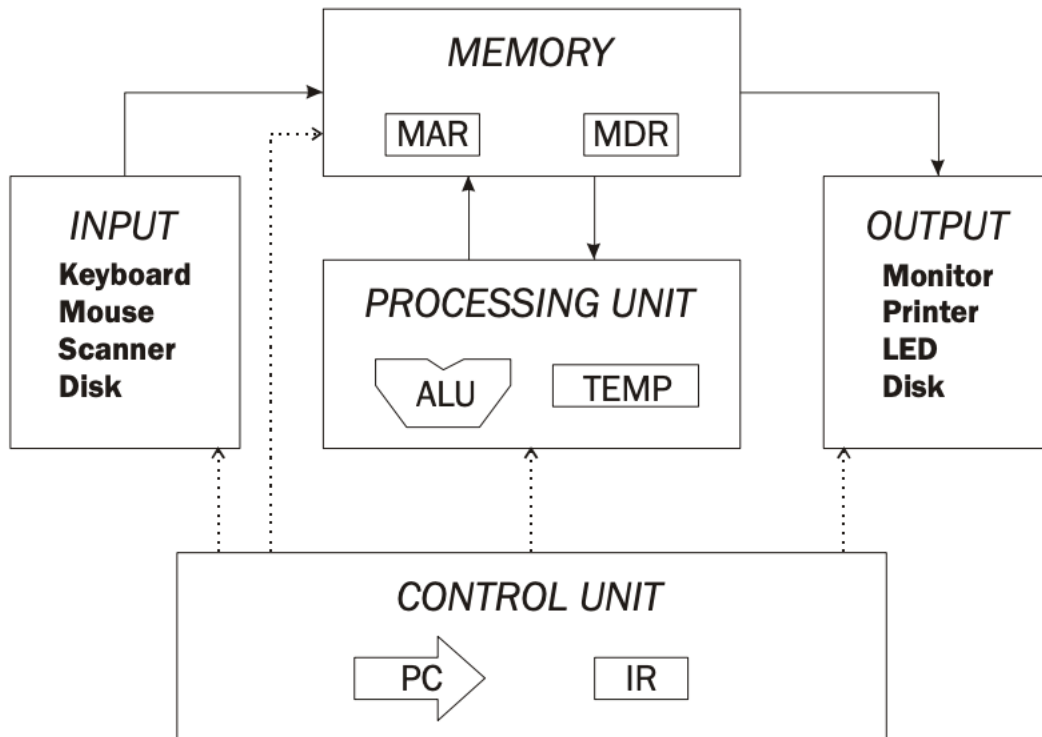 MEMORY
MAR
MDR
INPUT
Keyboard
Mouse
Scanner
Disk
PROCESSING UNIT
ALU
TEMP
OUTPUT
Monitor
Printer
LED
Disk
CONTROL UNIT
PC
IR